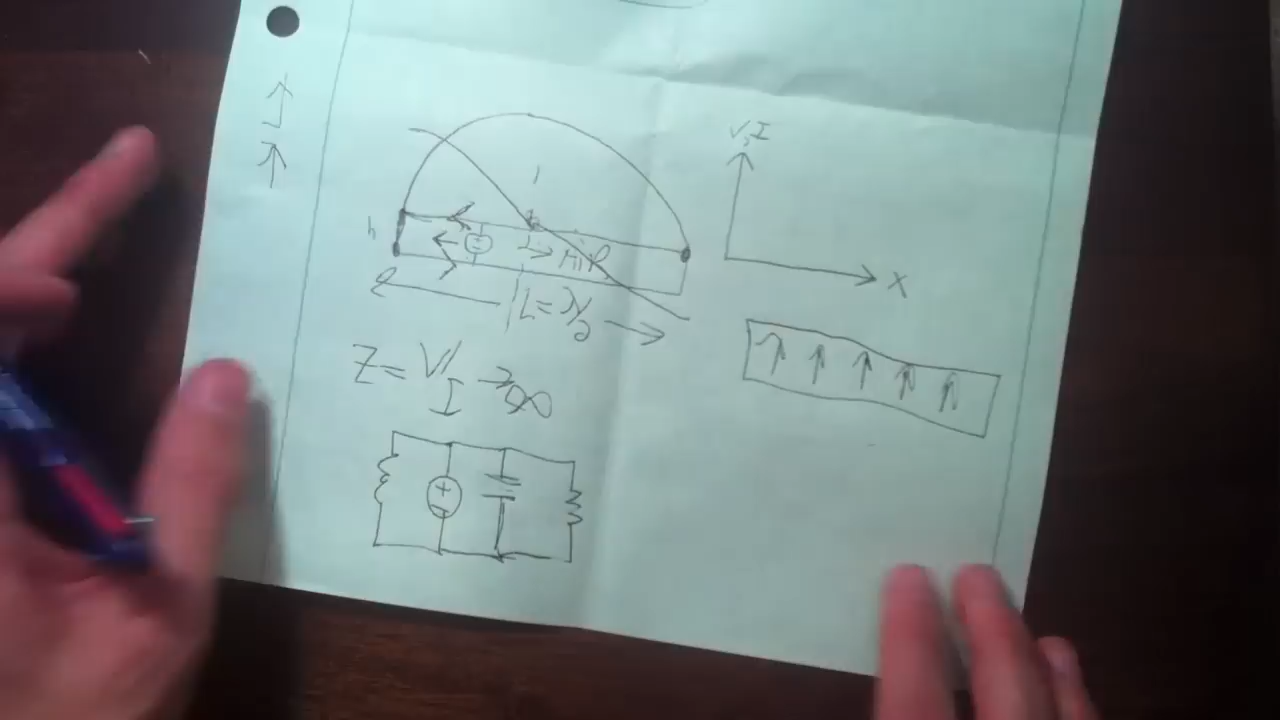 V, I
h
L = λ/2
x
Z = V/I → ∞
+
-